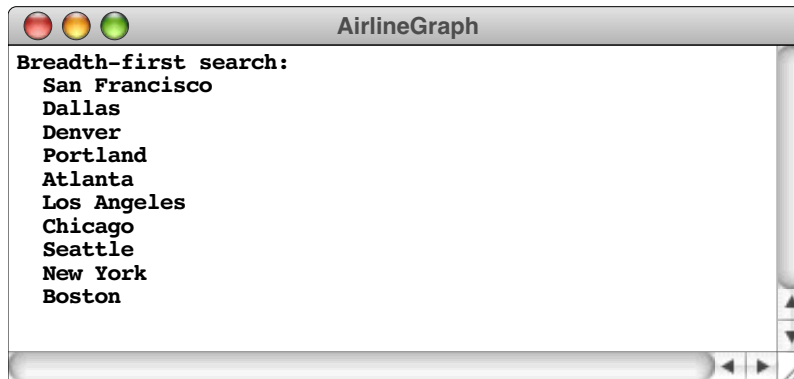 AirlineGraph
Breadth-first search:
San Francisco
Dallas
Denver
Portland
Atlanta
Los Angeles
Chicago
Seattle
New York
Boston